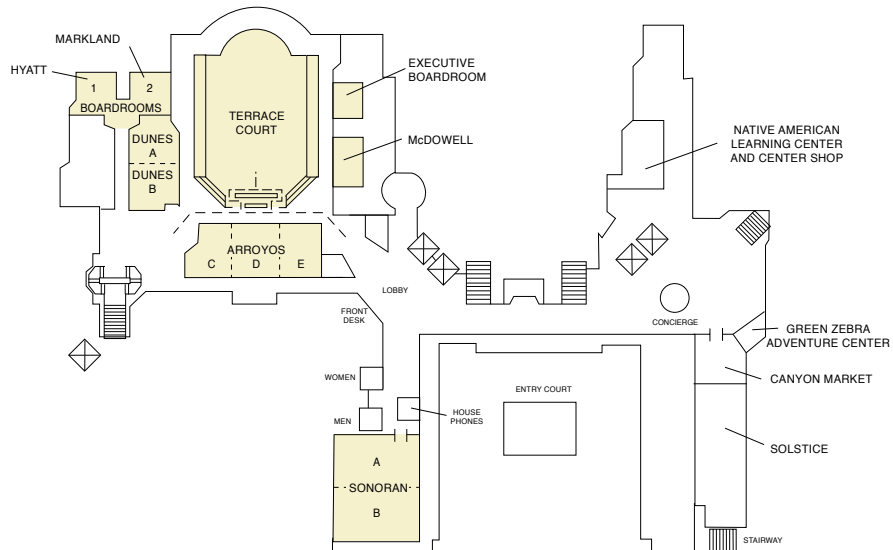 MARKLAND
HYATT
1
2
BOARDROOMS
DUNES
A
DUNES
B
TERRACE
COURT
EXECUTIVE
BOARDROOM
McDOWELL
NATIVE AMERICAN
LEARNING CENTER
AND CENTER SHOP
ARROYOS
C
D
E
LOBBY
FRONT
DESK
CONCIERGE
GREEN ZEBRA
ADVENTURE CENTER
CANYON MARKET
WOMEN
MEN
HOUSE
PHONES
ENTRY COURT
SOLSTICE
A
SONORAN
B
STAIRWAY